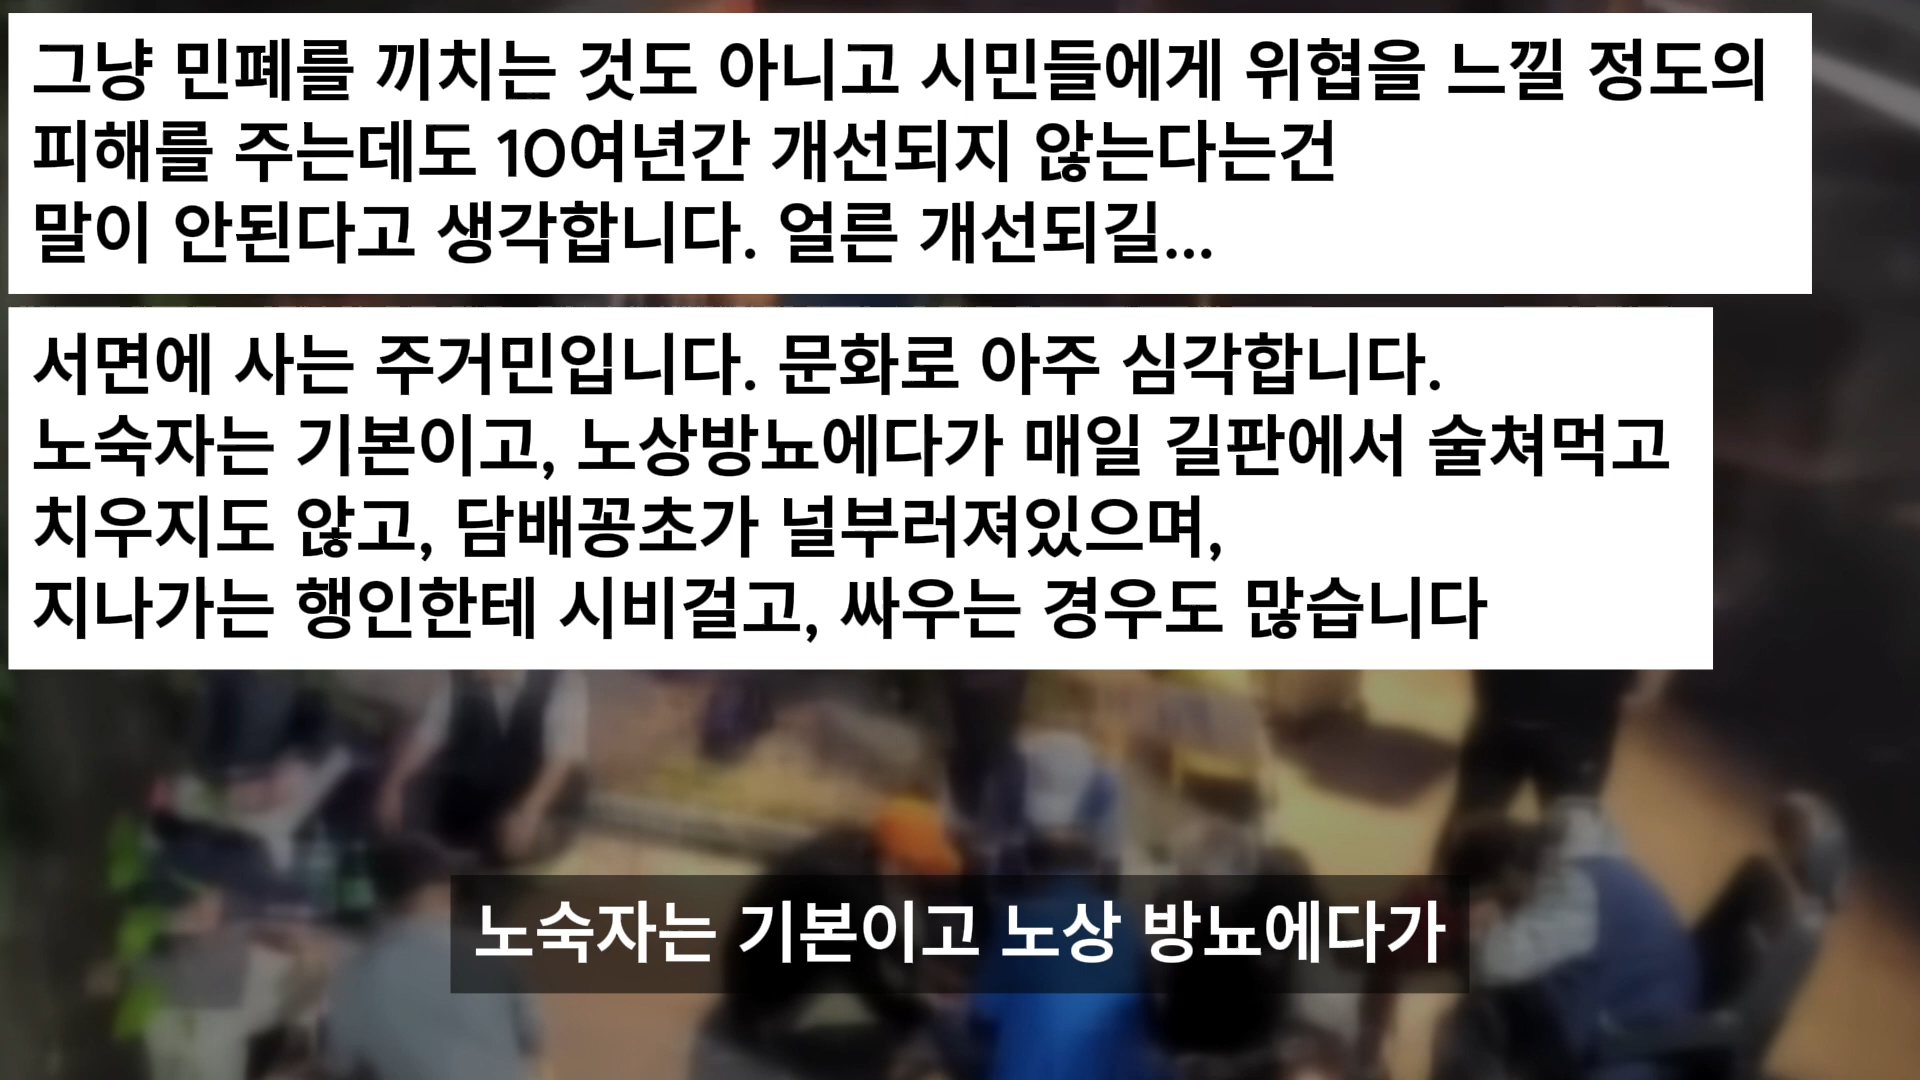 그냥 민폐를 끼치는 것도 아니고 시민들에게 위협을 느낄 정도의
피해를 주는데도 10여년간 개선되지 않는다는건
말이 안된다고 생각합니다. 얼른 개선되길...
서면에 사는 주거민입니다. 문화로 아주 심각합니다.
노숙자는 기본이고, 노상방뇨에다가 매일 길판에서 술쳐먹고
치우지도 않고, 담배꽁초가 널부러져있으며,
지나가는 행인한테 시비걸고, 싸우는 경우도 많습니다
노숙자는 기본이고 노상 방뇨에다가